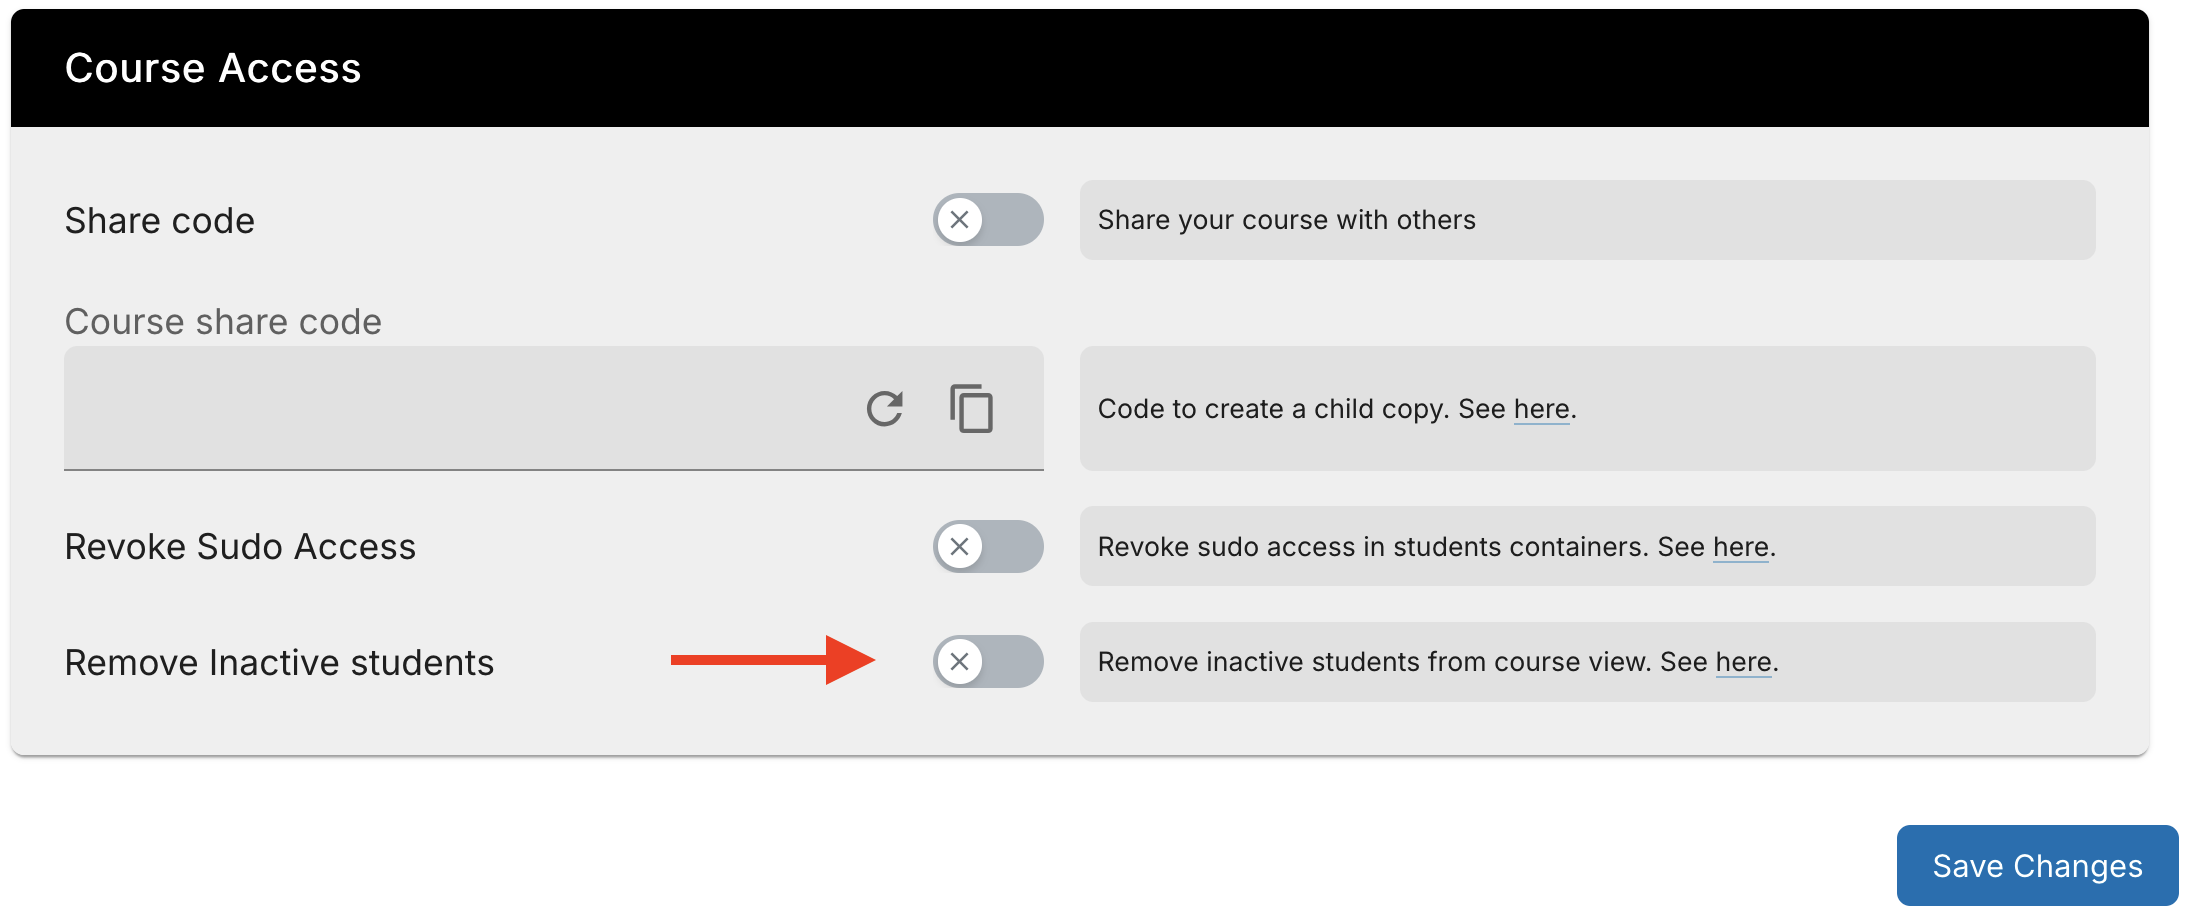 Course Access
Share code
Share your course with others
Course share code
Code to create a child copy. See here.
Revoke Sudo Access
Revoke sudo access in students containers. See here.
Remove Inactive students
Remove inactive students from course view. See here.
Save Changes